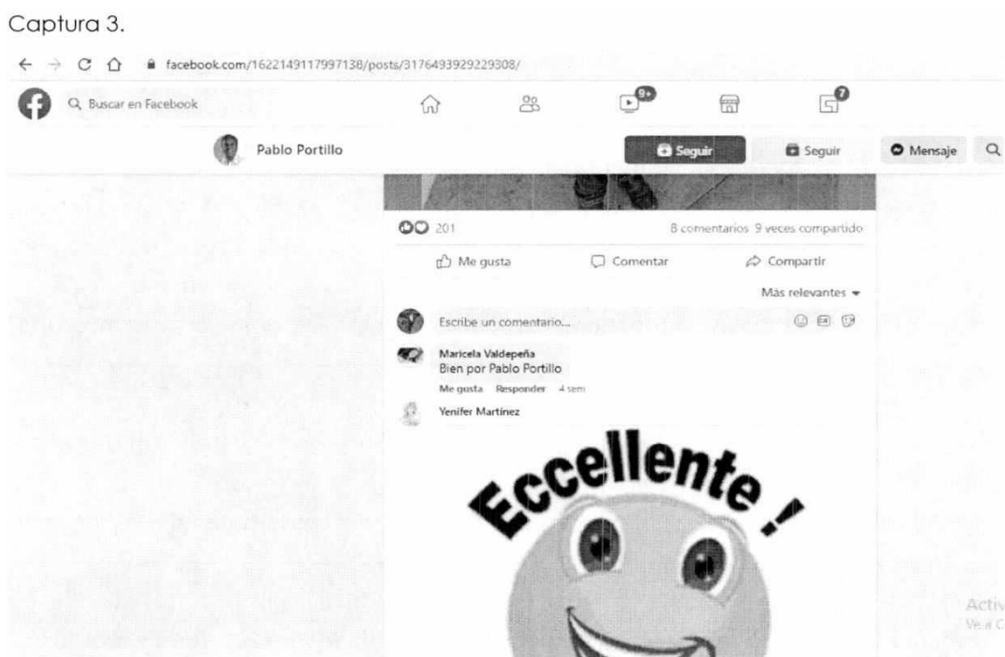 Captura 3.
facebook.com/1622149117997138/posts/3176493929229308/
Buscar en Facebook
9+
7
Pablo Portillo
Seguir
Seguir
Mensaje
201
8 comentarios 9 veces compartido
Me gusta
Comentar
Compartir
Más relevantes
Escribe un comentario...
Maricela Valdepeña
Bien por Pablo Portillo
Me gusta Responder 4 sem
Yenifer Martínez
Eccellente !